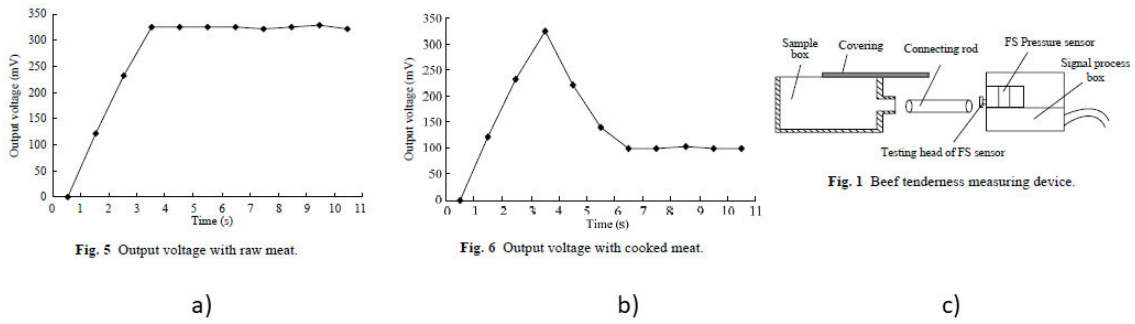 350
300
250
200
150
100
50
0
0 1 2 3 4 5 6 7 8 9 10 11
Output voltage (mV)
Time (s)
Fig. 5 Output voltage with raw meat.
a)
350
300
250
200
150
100
50
0
0 1 2 3 4 5 6 7 8 9 10 11
Output voltage (mV)
Time (s)
Fig. 6 Output voltage with cooked meat.
b)
Sample
box
Covering
Connecting rod
FS Pressure sensor
Signal process
box
Testing head of FS sensor
Fig. 1 Beef tenderness measuring device.
c)